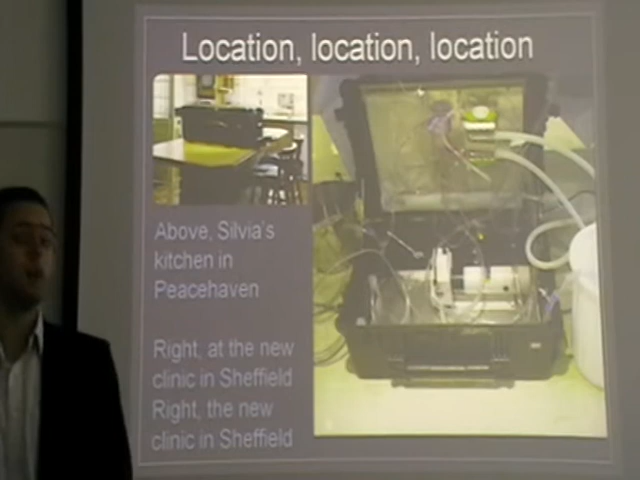 Location, location, location
Above, Silvia's
kitchen in
Peacehaven
Right, at the new
clinic in Sheffield
Right, the new
clinic in Sheffield